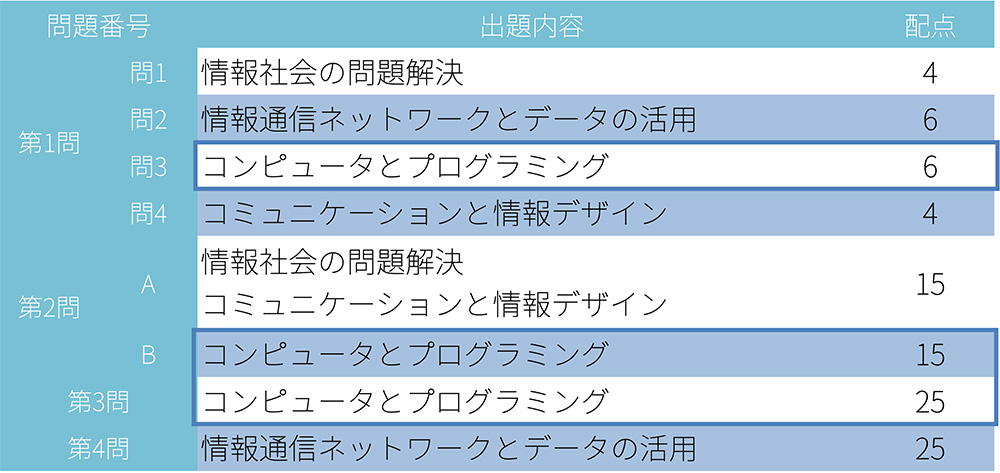 問題番号 出題内容 配点
第1問 問1 情報社会の問題解決 4
問2 情報通信ネットワークとデータの活用 6
問3 コンピュータとプログラミング 6
問4 コミュニケーションと情報デザイン 4
第2問 A 情報社会の問題解決
コミュニケーションと情報デザイン 15
B コンピュータとプログラミング 15
第3問 コンピュータとプログラミング 25
第4問 情報通信ネットワークとデータの活用 25